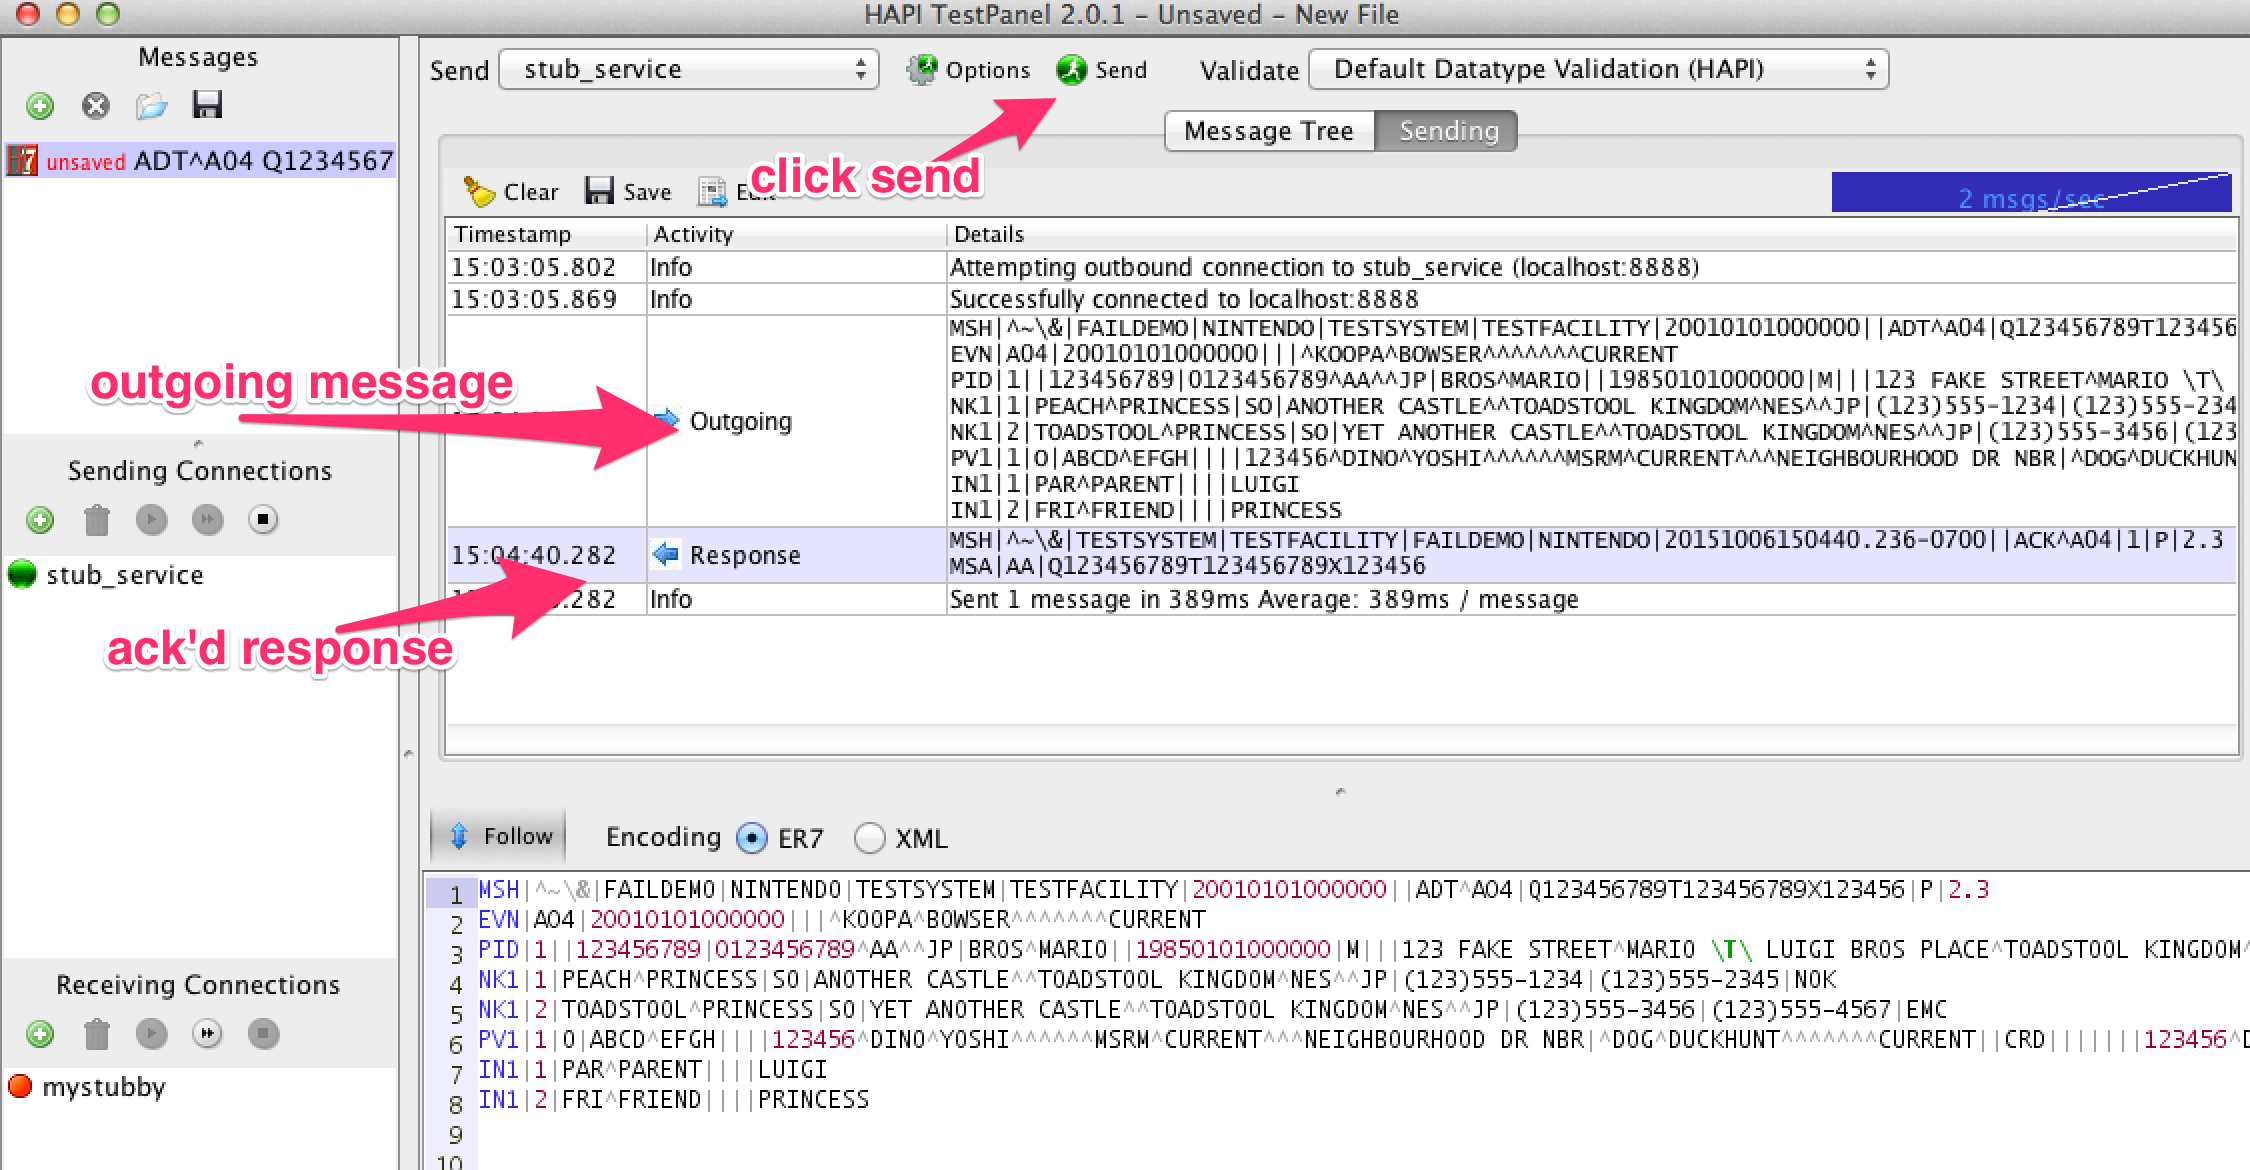 HAPI TestPanel 2.0.1 – Unsaved – New File
Messages
unsaved ADT^A04 Q1234567
Sending Connections
stub_service
Receiving Connections
mystubby
Send stub_service Options Send Validate Default Datatype Validation (HAPI)
Message Tree Sending
click send
Clear Save Edit
2 msgs/sec
Timestamp Activity Details
15:03:05.802 Info Attempting outbound connection to stub_service (localhost:8888)
15:03:05.869 Info Successfully connected to localhost:8888
outgoing message
Outgoing
MSH|^~\&|FAILDEMO|NINTENDO|TESTSYSTEM|TESTFACILITY|20010101000000||ADT^A04|Q123456789T123456
EVN|A04|20010101000000|||^KOOPA^BOWSER^^^^^^^CURRENT
PID|1||123456789|0123456789^AA^^JP|BROS^MARIO||19850101000000|M|||123 FAKE STREET^MARIO \T\
NK1|1|PEACH^PRINCESS|SO|ANOTHER CASTLE^^TOADSTOOL KINGDOM^NES^^JP|(123)555-1234|(123)555-234
NK1|2|TOADSTOOL^PRINCESS|SO|YET ANOTHER CASTLE^^TOADSTOOL KINGDOM^NES^^JP|(123)555-3456|(123
PV1|1|O|ABCD^EFGH||||123456^DINO^YOSHI^^^^^^MSRM^CURRENT^^^NEIGHBOURHOOD DR NBR|^DOG^DUCKHUN
IN1|1|PAR^PARENT||||LUIGI
IN1|2|FRI^FRIEND||||PRINCESS
15:04:40.282 Response
MSH|^~\&|TESTSYSTEM|TESTFACILITY|FAILDEMO|NINTENDO|20151006150440.236-0700||ACK^A04|1|P|2.3
MSA|AA|Q123456789T123456789X123456
.282 Info Sent 1 message in 389ms Average: 389ms / message
ack'd response
Follow Encoding ER7 XML
1 MSH|^~\&|FAILDEMO|NINTENDO|TESTSYSTEM|TESTFACILITY|20010101000000||ADT^A04|Q123456789T123456789X123456|P|2.3
2 EVN|A04|20010101000000|||^KOOPA^BOWSER^^^^^^^CURRENT
3 PID|1||123456789|0123456789^AA^^JP|BROS^MARIO||19850101000000|M|||123 FAKE STREET^MARIO \T\ LUIGI BROS PLACE^TOADSTOOL KINGDOM^
4 NK1|1|PEACH^PRINCESS|SO|ANOTHER CASTLE^^TOADSTOOL KINGDOM^NES^^JP|(123)555-1234|(123)555-2345|NOK
5 NK1|2|TOADSTOOL^PRINCESS|SO|YET ANOTHER CASTLE^^TOADSTOOL KINGDOM^NES^^JP|(123)555-3456|(123)555-4567|EMC
6 PV1|1|O|ABCD^EFGH||||123456^DINO^YOSHI^^^^^^MSRM^CURRENT^^^NEIGHBOURHOOD DR NBR|^DOG^DUCKHUNT^^^^^^^CURRENT||CRD|||||||123456^D
7 IN1|1|PAR^PARENT||||LUIGI
8 IN1|2|FRI^FRIEND||||PRINCESS
9
10